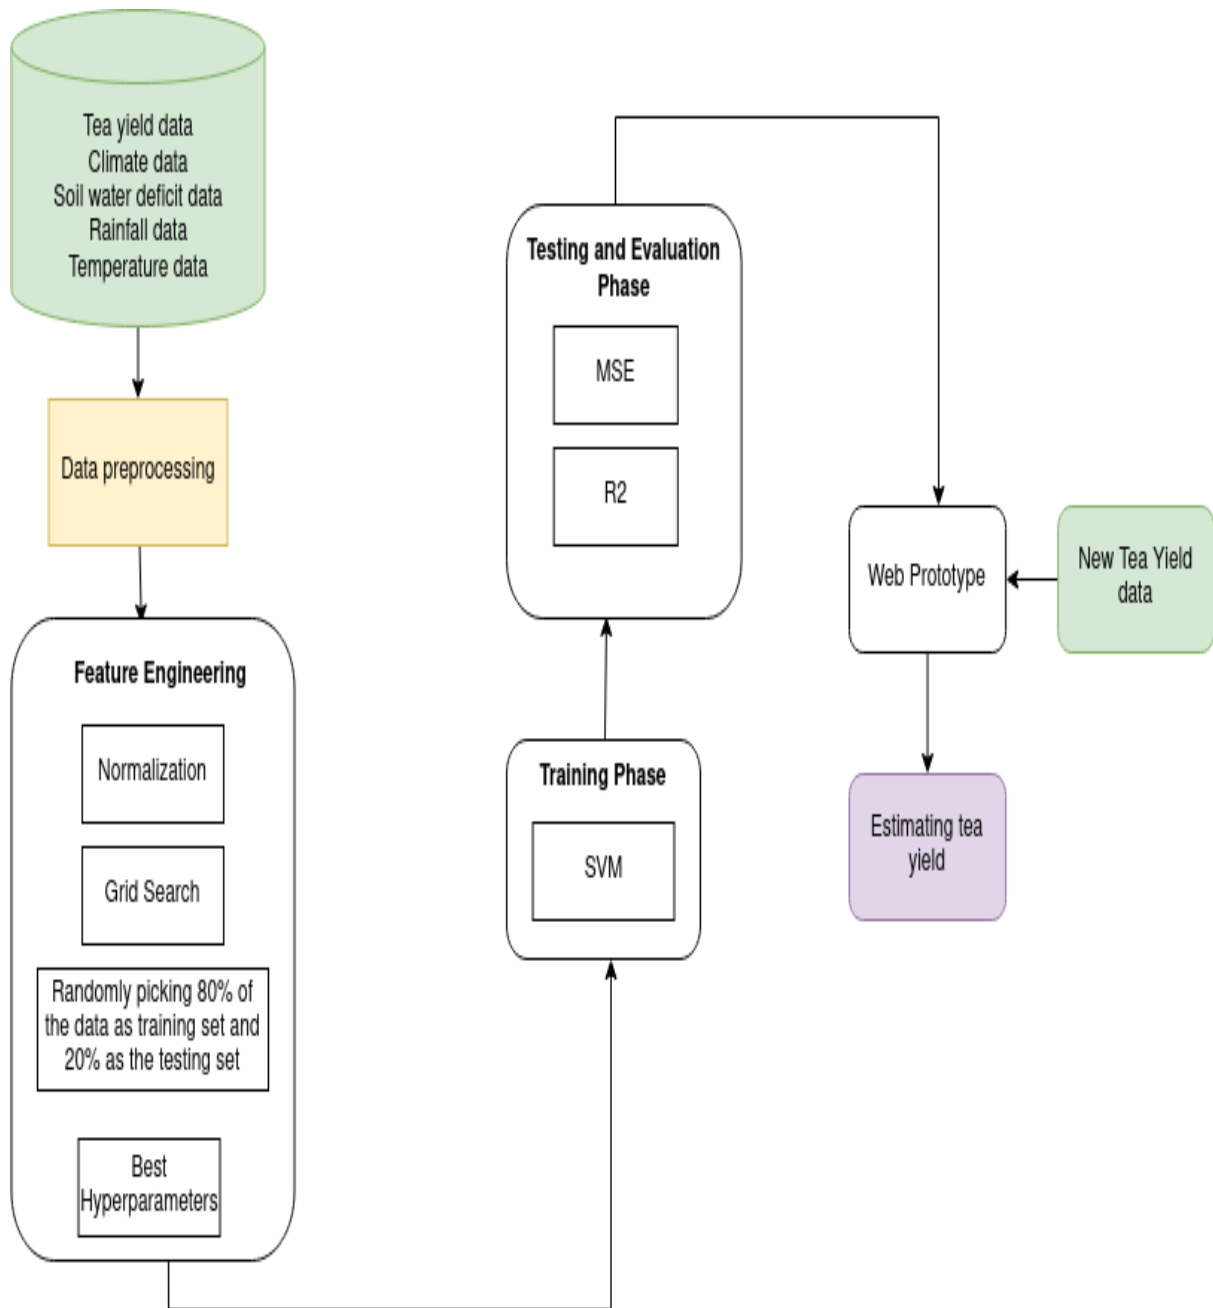 Tea yield data
Climate data
Soil water deficit data
Rainfall data
Temperature data
Data preprocessing
Feature Engineering
Normalization
Grid Search
Randomly picking 80% of
the data as training set and
20% as the testing set
Best
Hyperparameters
Training Phase
SVM
Testing and Evaluation
Phase
MSE
R2
Web Prototype
New Tea Yield
data
Estimating tea
yield